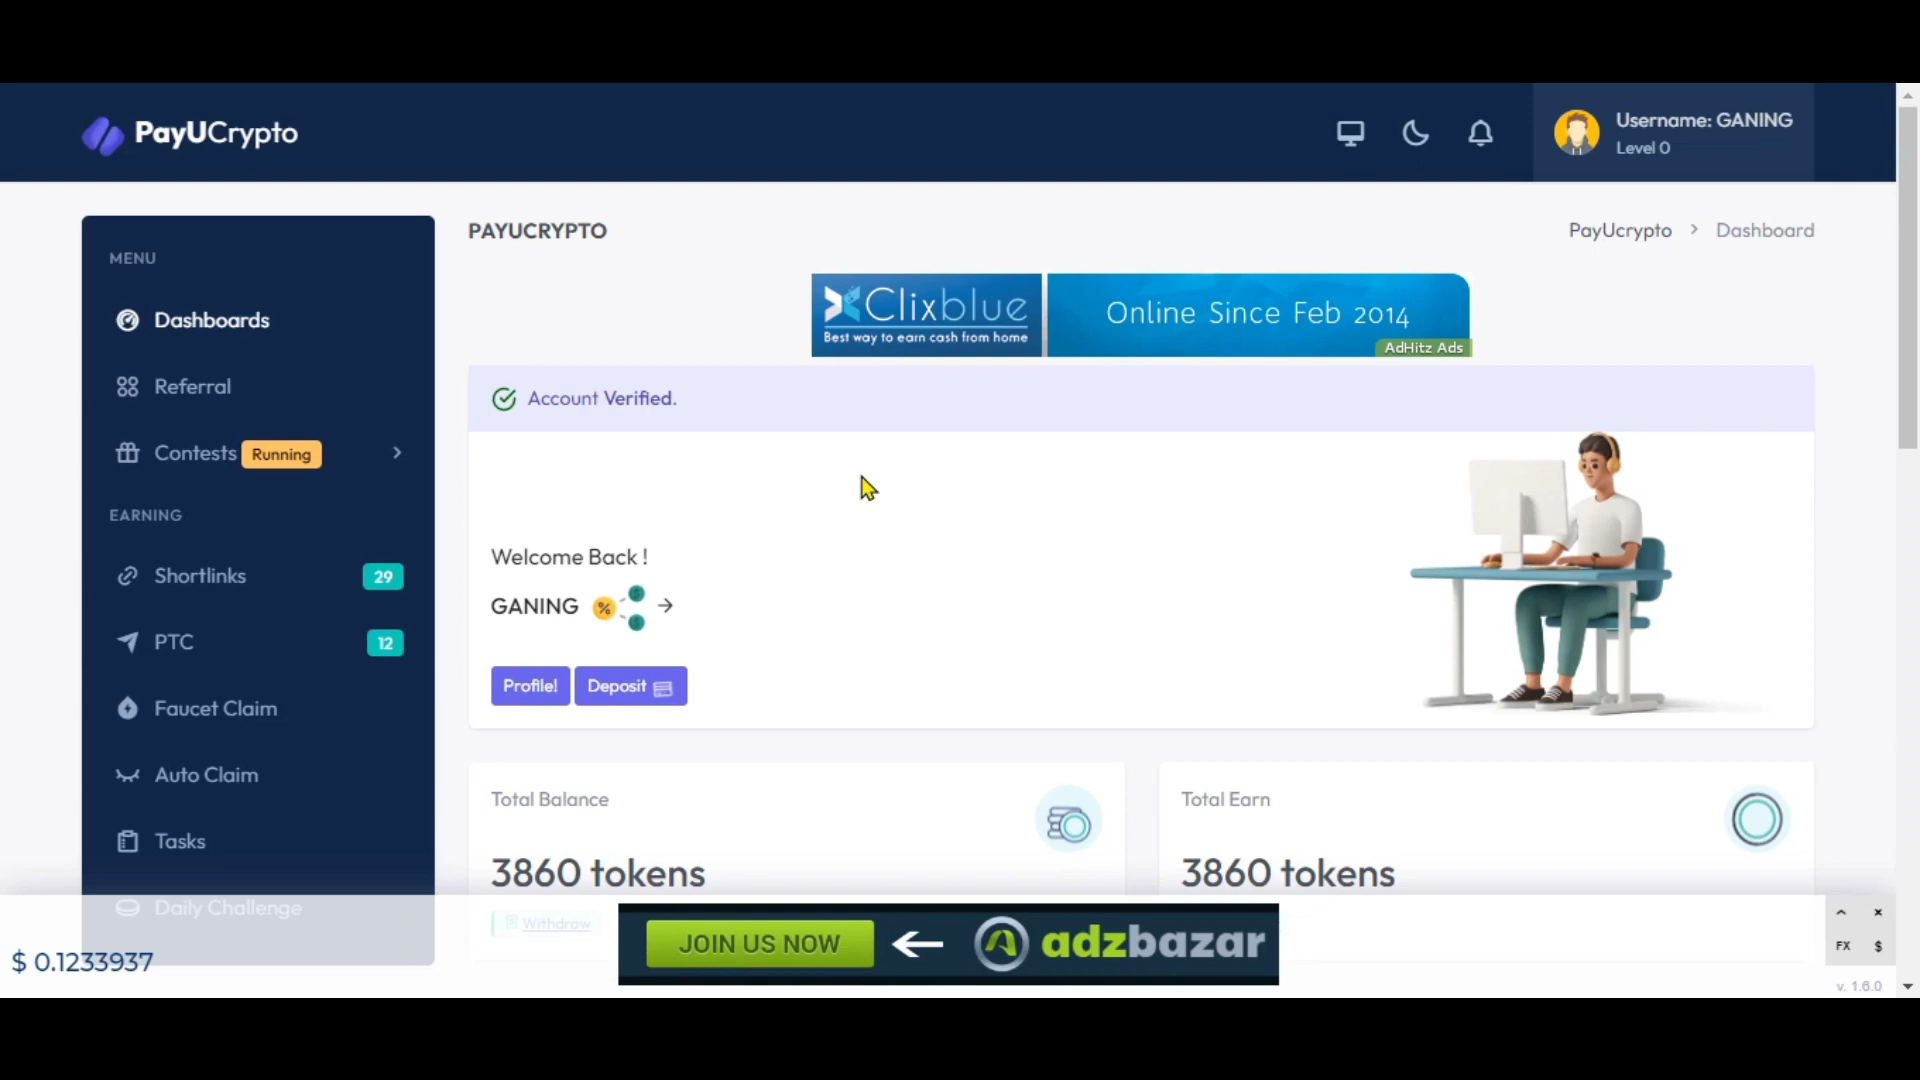 PayUCrypto
Username: GANING
Level 0
MENU
Dashboards
Referral
Contests Running
EARNING
Shortlinks 29
PTC 12
Faucet Claim
Auto Claim
Tasks
Daily Challenge
PAYUCRYPTO
PayUcrypto > Dashboard
Clixblue
Best way to earn cash from home
Online Since Feb 2014
AdHitz Ads
Account Verified.
Welcome Back !
GANING %
Profile! Deposit
Total Balance
3860 tokens
Withdraw
Total Earn
3860 tokens
$ 0.1233937
JOIN US NOW adzbazar
FX $
v. 1.6.0